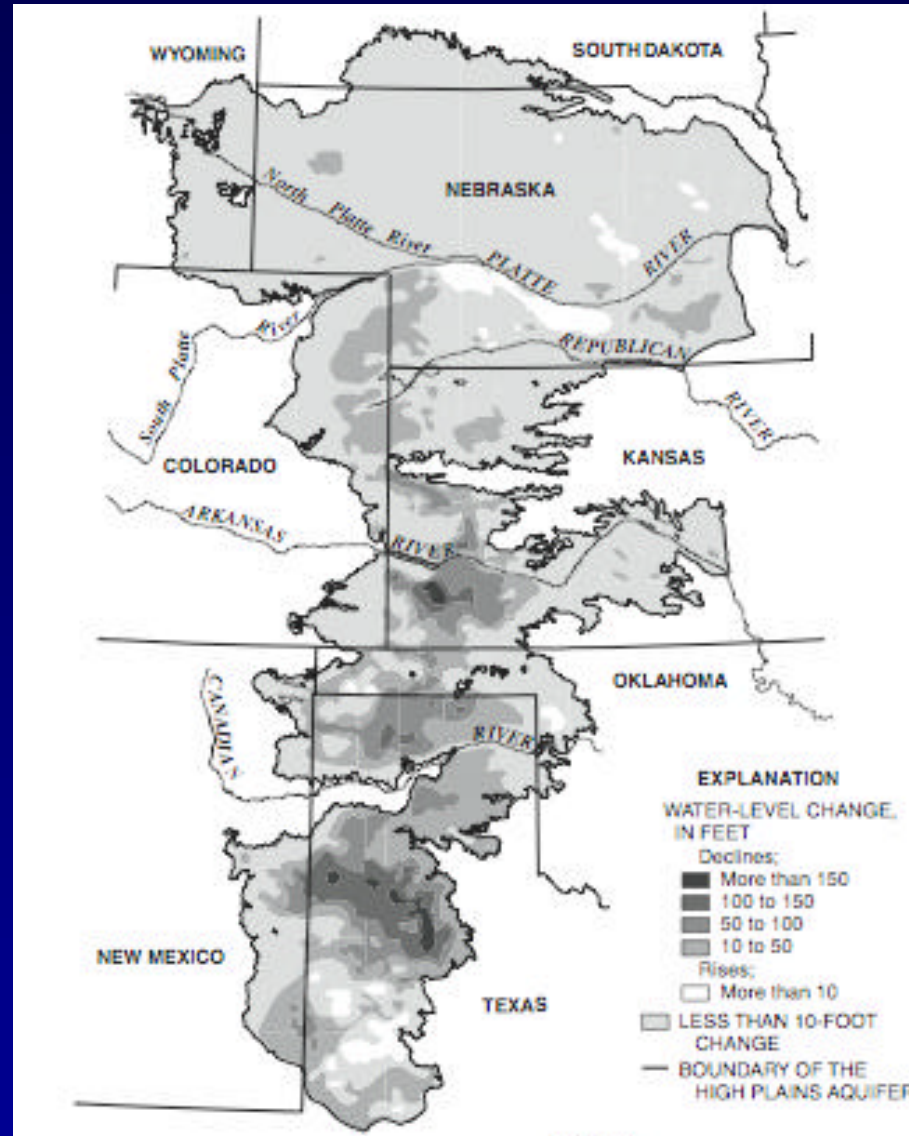 WYOMING
SOUTH DAKOTA
NEBRASKA
North Platte River
PLATTE
RIVER
South Platte
River
REPUBLICAN
RIVER
COLORADO
KANSAS
ARKANSAS
RIVER
OKLAHOMA
CANADIAN
RIVER
NEW MEXICO
TEXAS
EXPLANATION
WATER-LEVEL CHANGE,
IN FEET
Declines;
More than 150
100 to 150
50 to 100
10 to 50
Rises;
More than 10
LESS THAN 10-FOOT
CHANGE
BOUNDARY OF THE
HIGH PLAINS AQUIFER